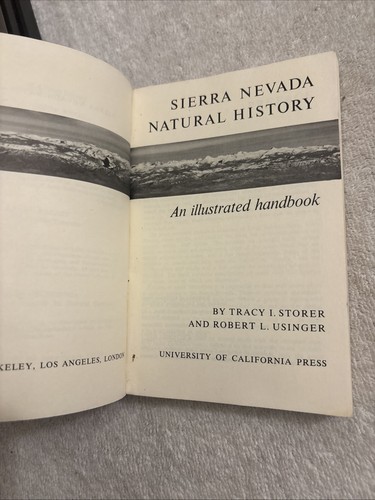 SIERRA NEVADA
NATURAL HISTORY
An illustrated handbook
BY TRACY I. STORER
AND ROBERT L. USINGER
KELEY, LOS ANGELES, LONDON
UNIVERSITY OF CALIFORNIA PRESS